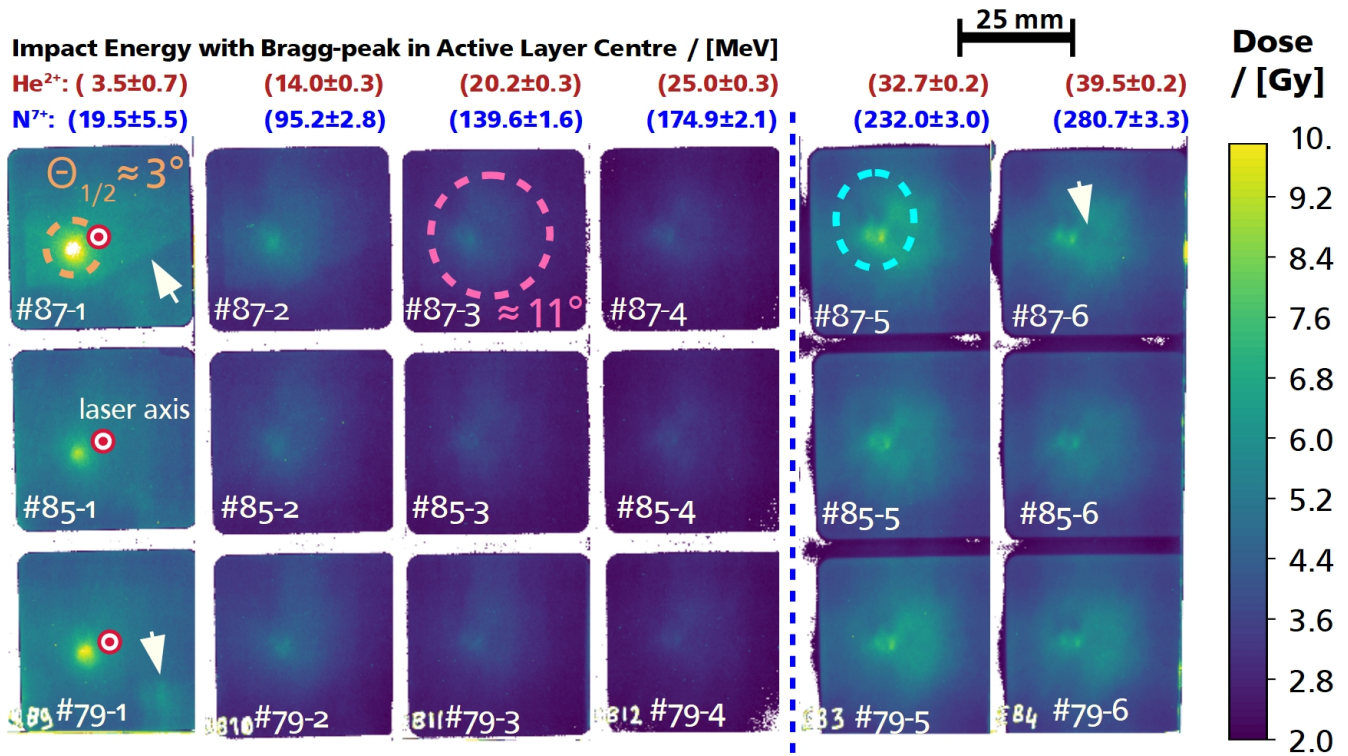 25 mm
Impact Energy with Bragg-peak in Active Layer Centre / [MeV]
Dose
/ [Gy]
He²⁺: ( 3.5±0.7) (14.0±0.3) (20.2±0.3) (25.0±0.3) (32.7±0.2) (39.5±0.2)
N⁷⁺: (19.5±5.5) (95.2±2.8) (139.6±1.6) (174.9±2.1) (232.0±3.0) (280.7±3.3)
Θ₁/₂ ≈ 3°
#87-1 #87-2 #87-3 ≈ 11° #87-4 #87-5 #87-6
laser axis
#85-1 #85-2 #85-3 #85-4 #85-5 #85-6
#79-1 #79-2 #79-3 #79-4 #79-5 #79-6
B9 B10 B11 B12 B3 B4
10.
9.2
8.4
7.6
6.8
6.0
5.2
4.4
3.6
2.8
2.0